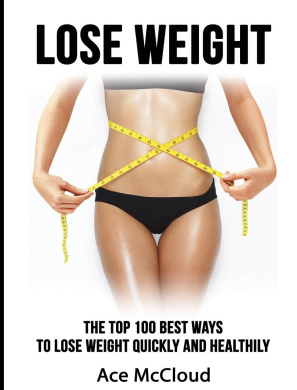 LOSE WEIGHT
THE TOP 100 BEST WAYS
TO LOSE WEIGHT QUICKLY AND HEALTHILY
Ace McCloud